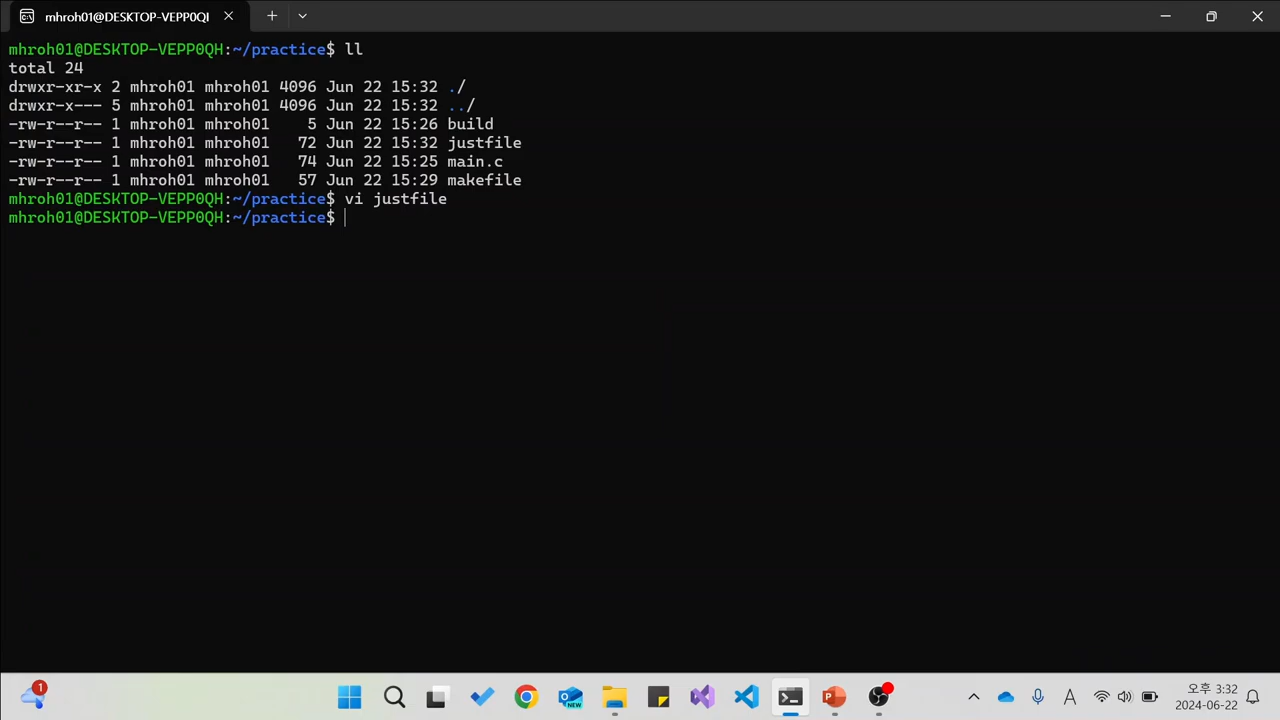 mhroh01@DESKTOP-VEPP0QI
mhroh01@DESKTOP-VEPP0QH:~/practice$ ll
total 24
drwxr-xr-x 2 mhroh01 mhroh01 4096 Jun 22 15:32 ./
drwxr-x--- 5 mhroh01 mhroh01 4096 Jun 22 15:32 ../
-rw-r--r-- 1 mhroh01 mhroh01    5 Jun 22 15:26 build
-rw-r--r-- 1 mhroh01 mhroh01   72 Jun 22 15:32 justfile
-rw-r--r-- 1 mhroh01 mhroh01   74 Jun 22 15:25 main.c
-rw-r--r-- 1 mhroh01 mhroh01   57 Jun 22 15:29 makefile
mhroh01@DESKTOP-VEPP0QH:~/practice$ vi justfile
mhroh01@DESKTOP-VEPP0QH:~/practice$
1
NEW
A
오후 3:32
2024-06-22